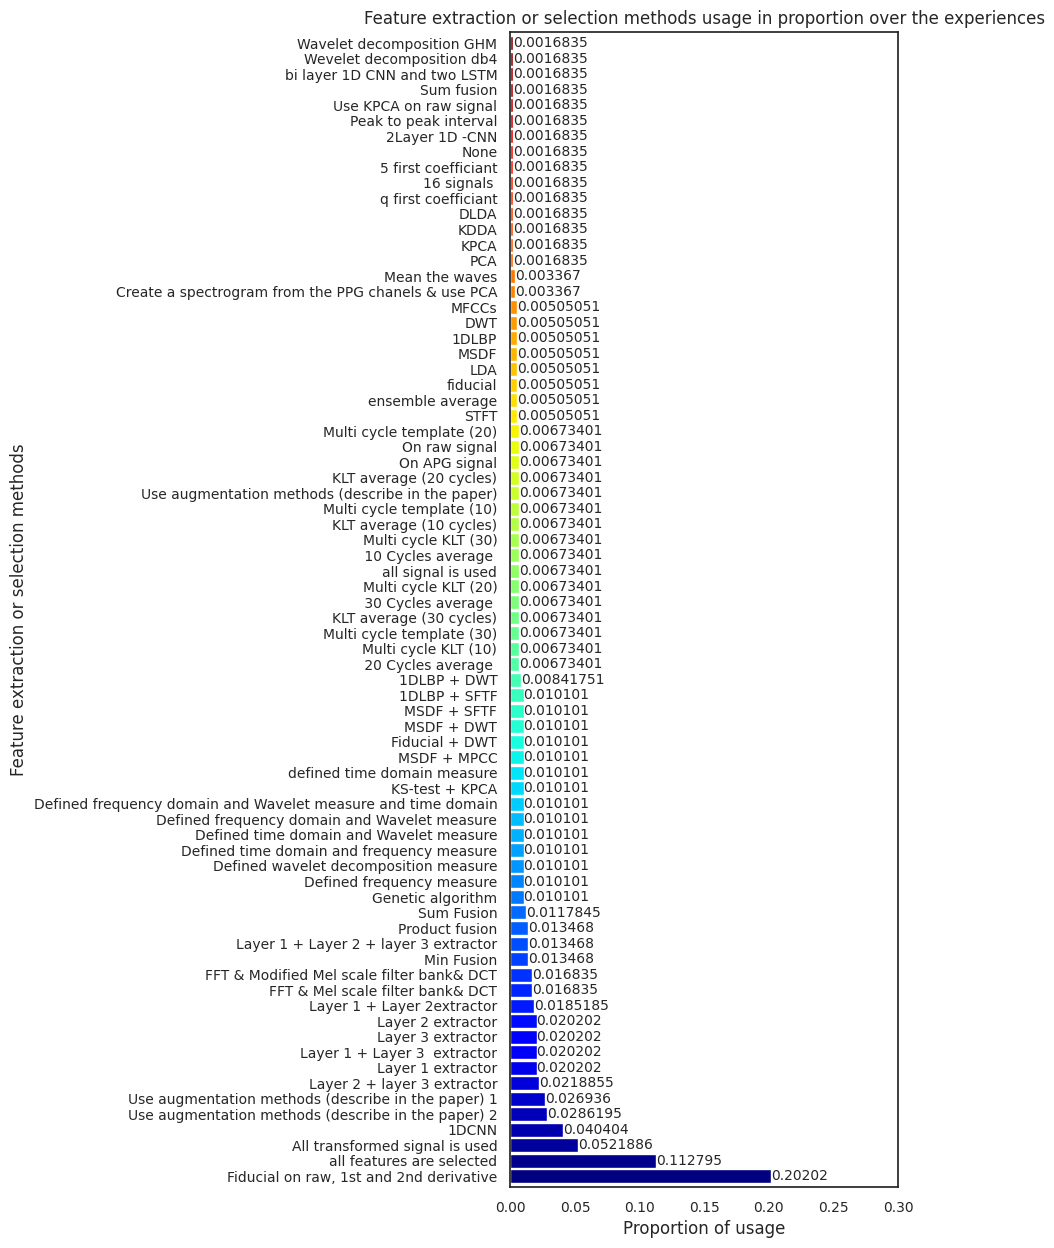 Feature extraction or selection methods usage in proportion over the experiences
Wavelet decomposition GHM 0.0016835
Wevelet decomposition db4 0.0016835
bi layer 1D CNN and two LSTM 0.0016835
Sum fusion 0.0016835
Use KPCA on raw signal 0.0016835
Peak to peak interval 0.0016835
2Layer 1D -CNN 0.0016835
None 0.0016835
5 first coefficiant 0.0016835
16 signals 0.0016835
q first coefficiant 0.0016835
DLDA 0.0016835
KDDA 0.0016835
KPCA 0.0016835
PCA 0.0016835
Mean the waves 0.003367
Create a spectrogram from the PPG chanels & use PCA 0.003367
MFCCs 0.00505051
DWT 0.00505051
1DLBP 0.00505051
MSDF 0.00505051
LDA 0.00505051
fiducial 0.00505051
ensemble average 0.00505051
STFT 0.00505051
Multi cycle template (20) 0.00673401
On raw signal 0.00673401
On APG signal 0.00673401
KLT average (20 cycles) 0.00673401
Use augmentation methods (describe in the paper) 0.00673401
Multi cycle template (10) 0.00673401
KLT average (10 cycles) 0.00673401
Multi cycle KLT (30) 0.00673401
10 Cycles average 0.00673401
all signal is used 0.00673401
Multi cycle KLT (20) 0.00673401
30 Cycles average 0.00673401
KLT average (30 cycles) 0.00673401
Multi cycle template (30) 0.00673401
Multi cycle KLT (10) 0.00673401
20 Cycles average 0.00673401
1DLBP + DWT 0.00841751
1DLBP + SFTF 0.010101
MSDF + SFTF 0.010101
MSDF + DWT 0.010101
Fiducial + DWT 0.010101
MSDF + MPCC 0.010101
defined time domain measure 0.010101
KS-test + KPCA 0.010101
Defined frequency domain and Wavelet measure and time domain 0.010101
Defined frequency domain and Wavelet measure 0.010101
Defined time domain and Wavelet measure 0.010101
Defined time domain and frequency measure 0.010101
Defined wavelet decomposition measure 0.010101
Defined frequency measure 0.010101
Genetic algorithm 0.010101
Sum Fusion 0.0117845
Product fusion 0.013468
Layer 1 + Layer 2 + layer 3 extractor 0.013468
Min Fusion 0.013468
FFT & Modified Mel scale filter bank& DCT 0.016835
FFT & Mel scale filter bank& DCT 0.016835
Layer 1 + Layer 2extractor 0.0185185
Layer 2 extractor 0.020202
Layer 3 extractor 0.020202
Layer 1 + Layer 3  extractor 0.020202
Layer 1 extractor 0.020202
Layer 2 + layer 3 extractor 0.0218855
Use augmentation methods (describe in the paper) 1 0.026936
Use augmentation methods (describe in the paper) 2 0.0286195
1DCNN 0.040404
All transformed signal is used 0.0521886
all features are selected 0.112795
Fiducial on raw, 1st and 2nd derivative 0.20202
0.00 0.05 0.10 0.15 0.20 0.25 0.30
Proportion of usage
Feature extraction or selection methods